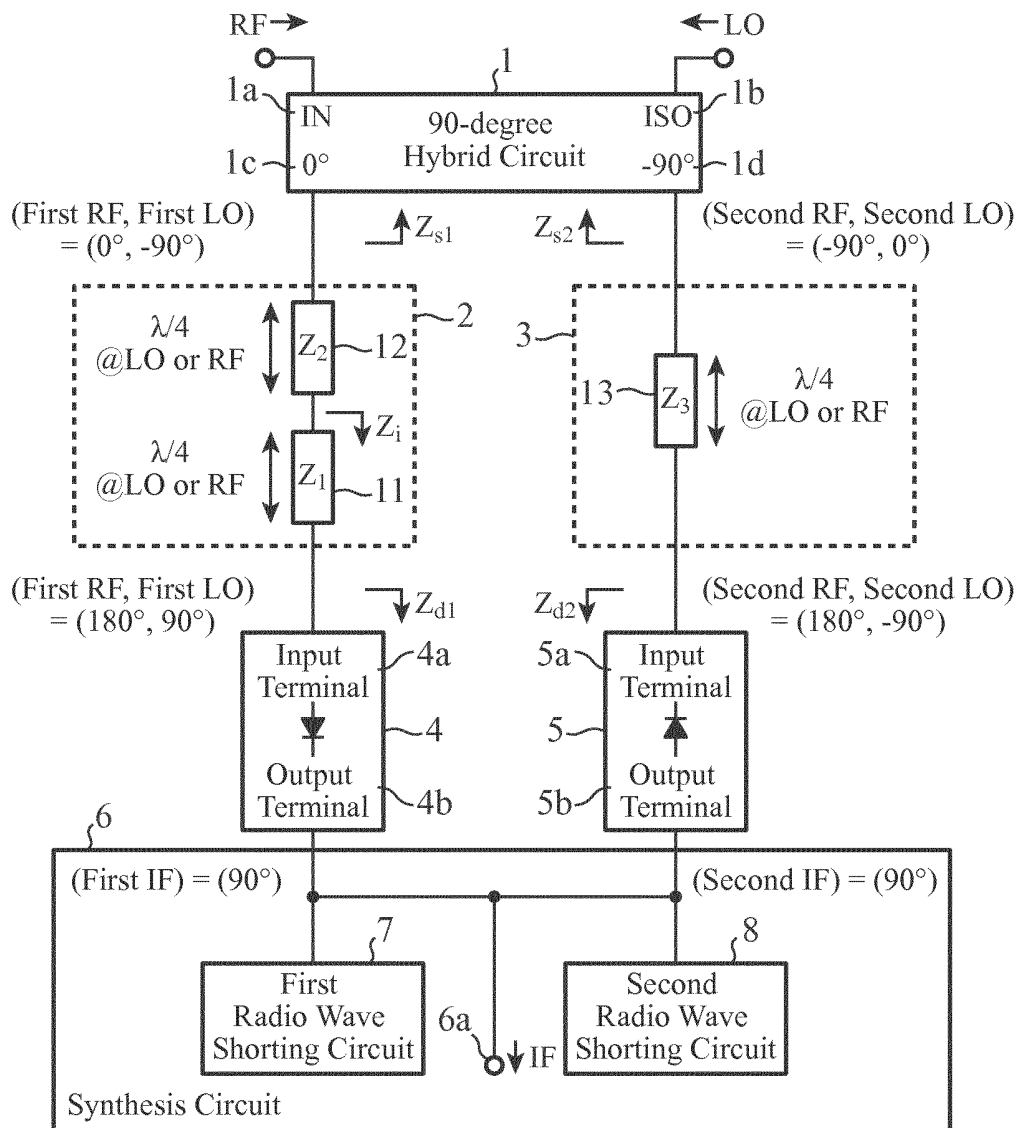 RF
LO
1
1a
1b
IN
ISO
90-degree
Hybrid Circuit
1c
0°
-90°
1d
(First RF, First LO)
= (0°, -90°)
Zs1
Zs2
(Second RF, Second LO)
= (-90°, 0°)
2
3
λ/4
@LO or RF
Z2
12
13
Z3
λ/4
@LO or RF
Zi
λ/4
@LO or RF
Z1
11
(First RF, First LO)
= (180°, 90°)
Zd1
Zd2
(Second RF, Second LO)
= (180°, -90°)
Input
Terminal
4a
4
Output
Terminal
4b
5a
Input
Terminal
5
5b
Output
Terminal
6
(First IF) = (90°)
(Second IF) = (90°)
7
8
First
Radio Wave
Shorting Circuit
6a
IF
Second
Radio Wave
Shorting Circuit
Synthesis Circuit